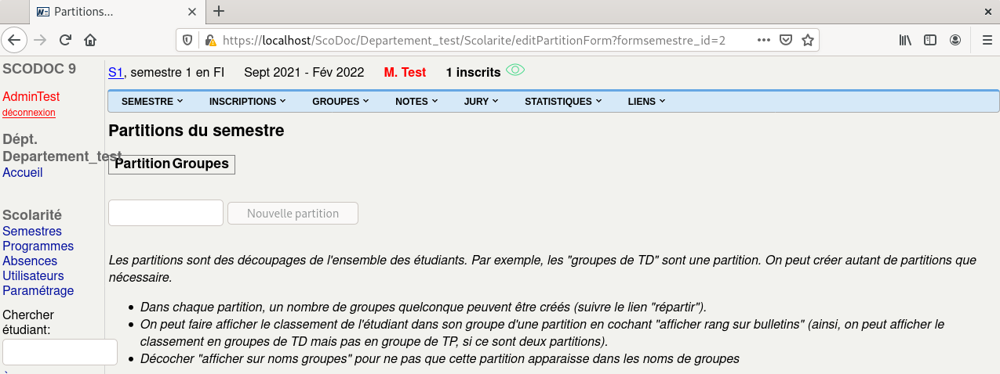 Partitions...
https://localhost/ScoDoc/Departement_test/Scolarite/editPartitionForm?formsemestre_id=2
SCODOC 9
AdminTest
déconnexion
Dépt.
Departement_test
Accueil
Scolarité
Semestres
Programmes
Absences
Utilisateurs
Paramétrage
Chercher
étudiant:
S1, semestre 1 en FI Sept 2021 - Fév 2022 M. Test 1 inscrits
SEMESTRE INSCRIPTIONS GROUPES NOTES JURY STATISTIQUES LIENS
Partitions du semestre
Partition Groupes
Nouvelle partition
Les partitions sont des découpages de l'ensemble des étudiants. Par exemple, les "groupes de TD" sont une partition. On peut créer autant de partitions que
nécessaire.
• Dans chaque partition, un nombre de groupes quelconque peuvent être créés (suivre le lien "répartir").
• On peut faire afficher le classement de l'étudiant dans son groupe d'une partition en cochant "afficher rang sur bulletins" (ainsi, on peut afficher le
classement en groupes de TD mais pas en groupe de TP, si ce sont deux partitions).
• Décocher "afficher sur noms groupes" pour ne pas que cette partition apparaisse dans les noms de groupes